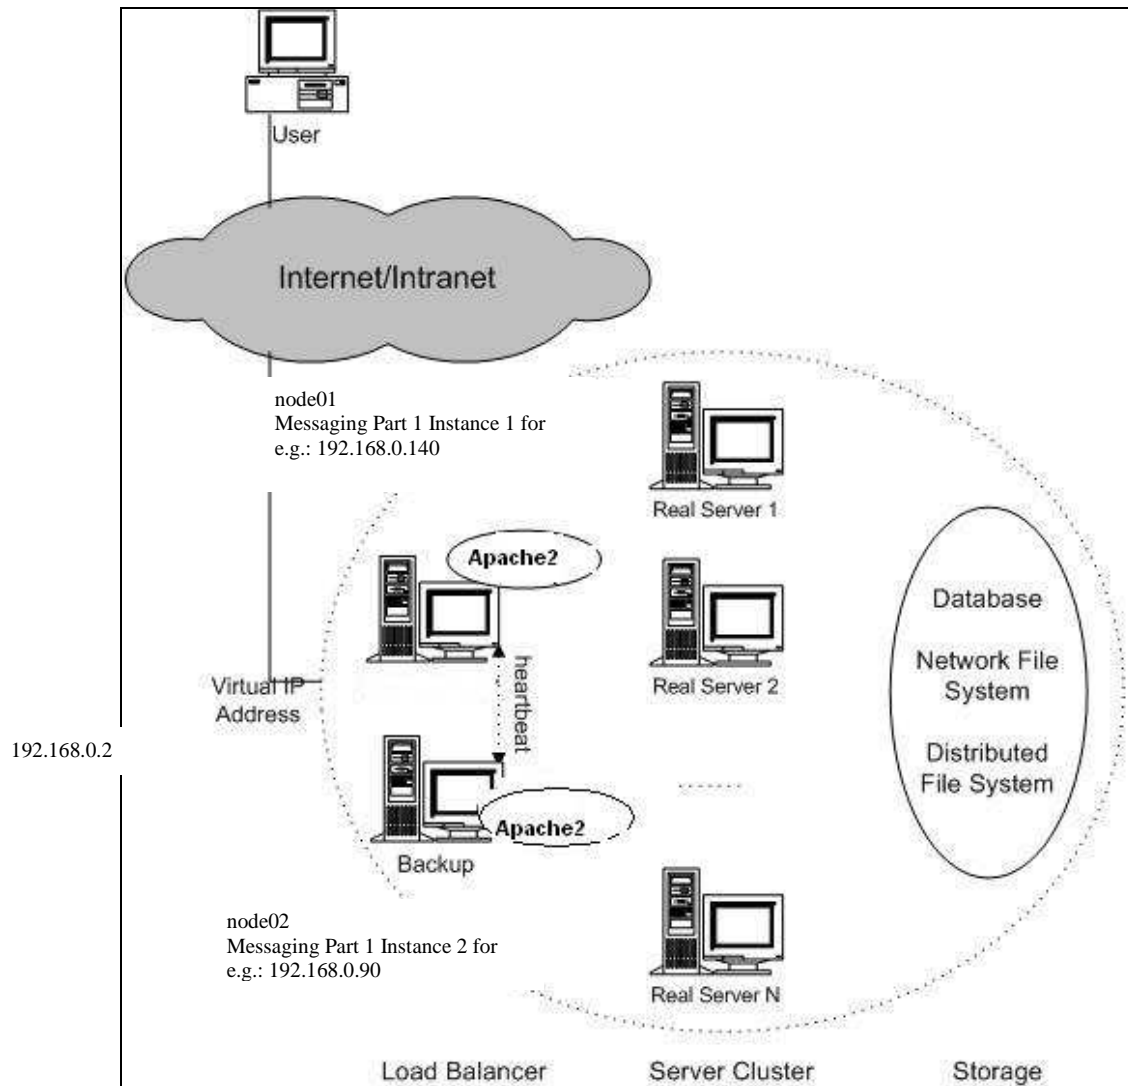 User
Internet/Intranet
node01
Messaging Part 1 Instance 1 for
e.g.: 192.168.0.140
Real Server 1
Apache2
Real Server 2
heartbeat
Virtual IP
Address
192.168.0.2
Apache2
Backup
node02
Messaging Part 1 Instance 2 for
e.g.: 192.168.0.90
Real Server N
Database
Network File
System
Distributed
File System
Load Balancer
Server Cluster
Storage